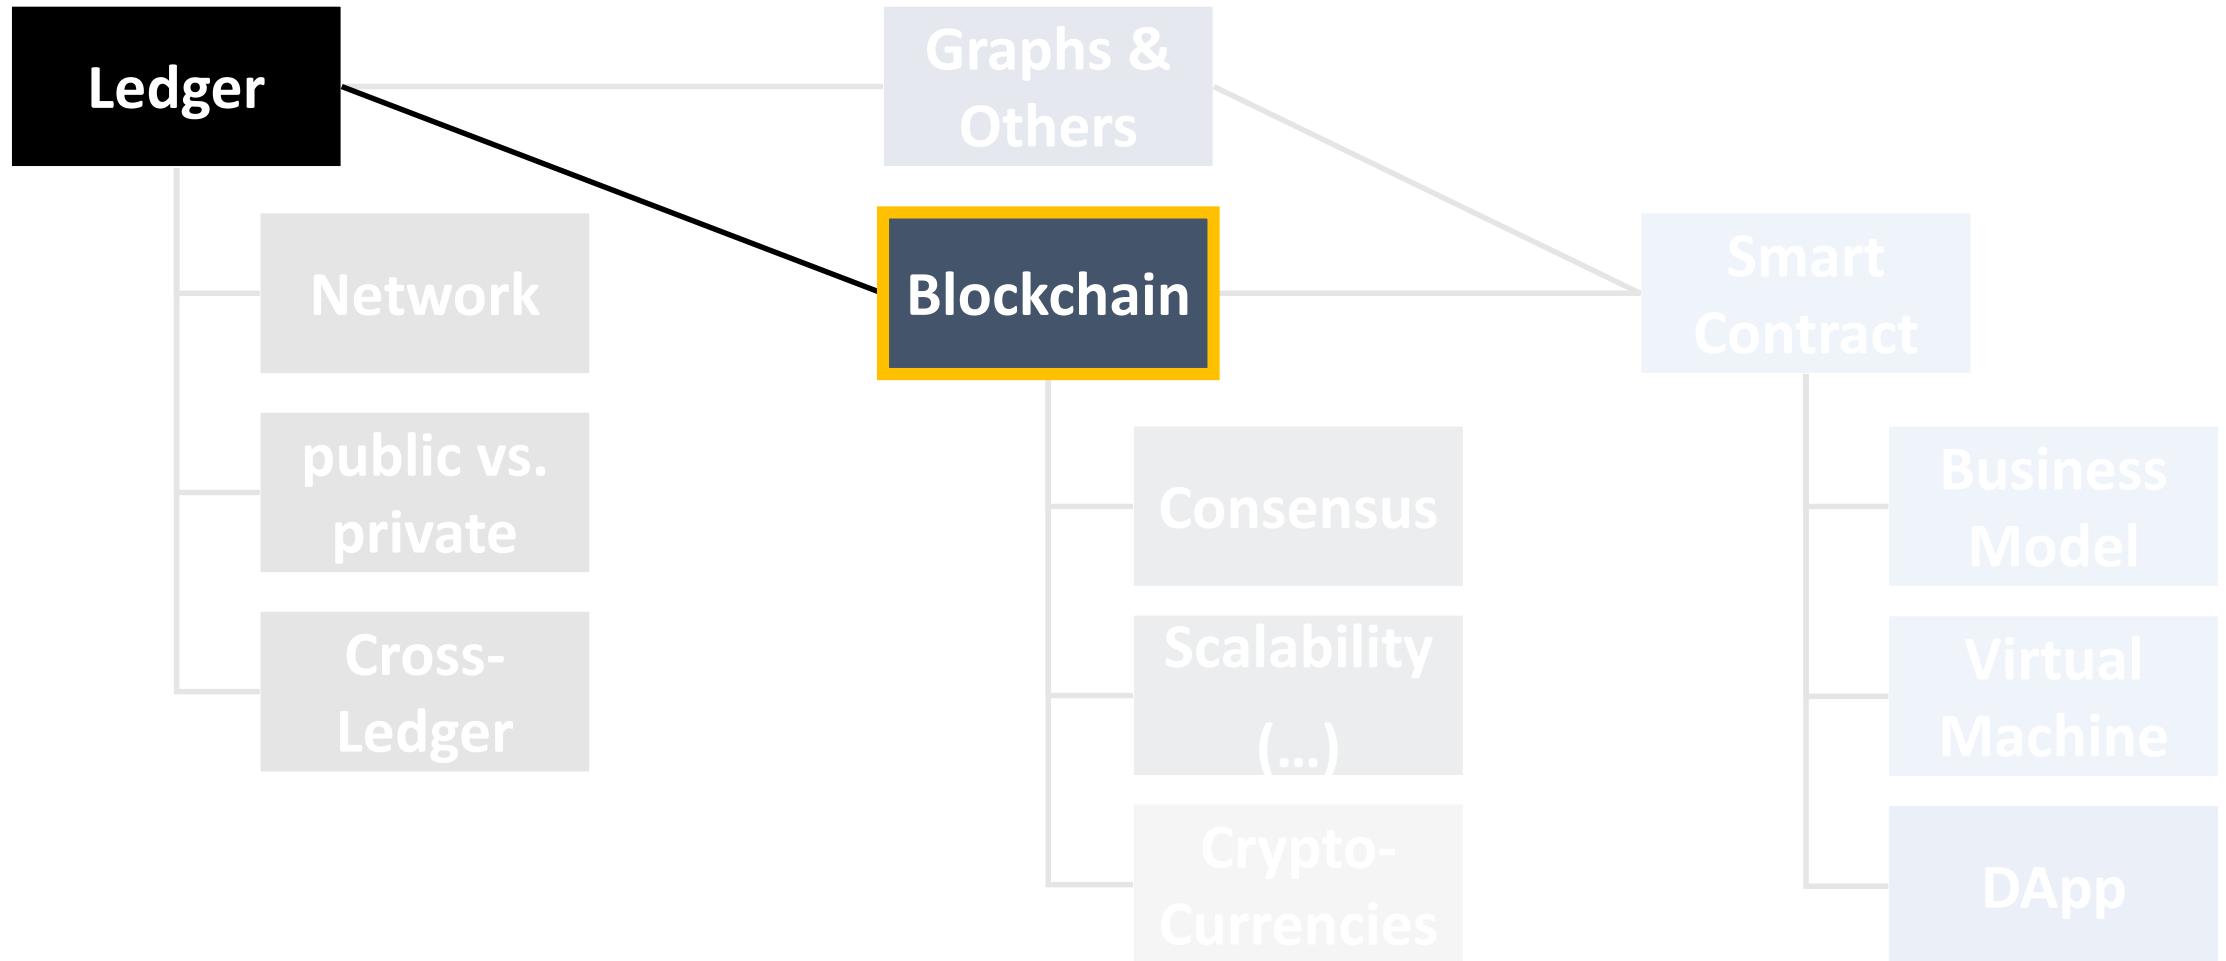 Ledger
Graphs &
Others
Network
Blockchain
Smart
Contract
public vs.
private
Consensus
Business
Model
Cross-
Ledger
Scalability
(...)
Virtual
Machine
Crypto-
Currencies
DApp